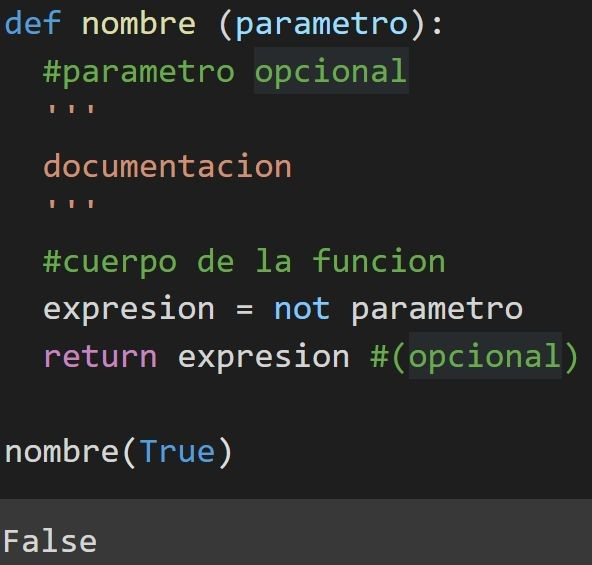 def nombre (parametro):
#parametro opcional
'''
documentacion
'''
#cuerpo de la funcion
expresion = not parametro
return expresion #(opcional)
nombre(True)
False